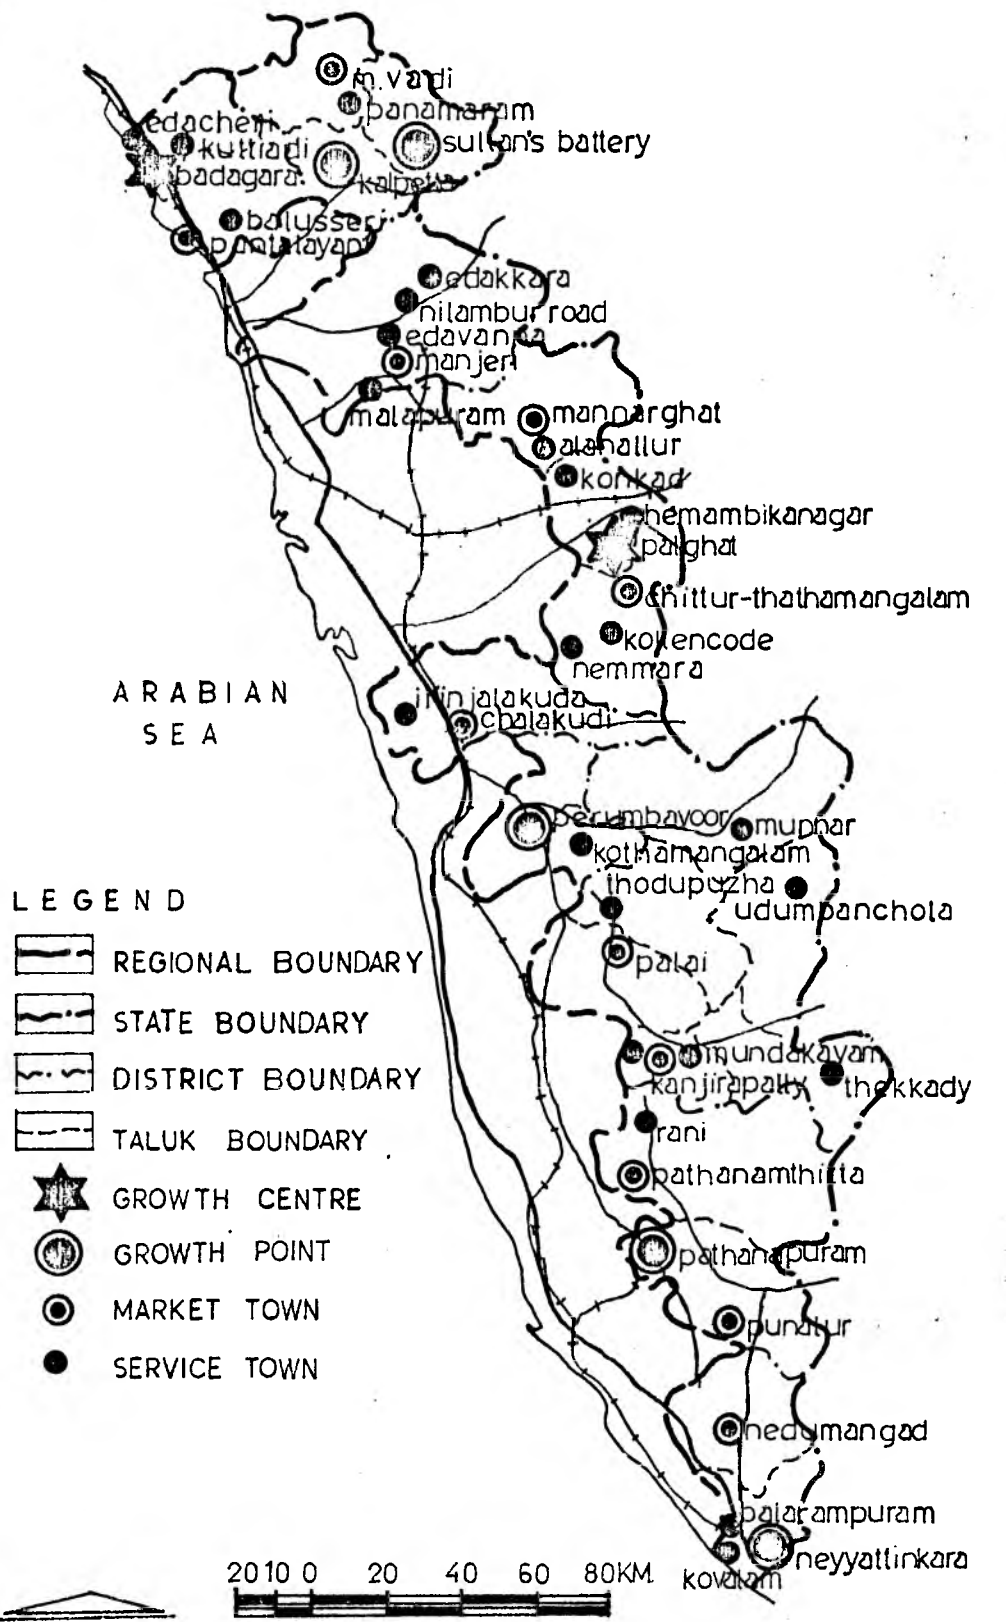 m.vadi
panamaram
edacheri
sultan's battery
kuttiadi
badagara
kalpetta
balusseri
pantalayani
edakkara
nilambur road
edavanna
manjeri
malapuram
mannarghat
alanallur
konkad
hemambikanagar
palghat
chittur-thathamangalam
kollencode
nemmara
ARABIAN
SEA
irinjalakuda
chalakudi
perumbavoor
munnar
kothamangalam
thodupuzha
udumpanchola
palai
mundakayam
kanjirapally
thekkady
rani
pathanamthitta
pathanapuram
punalur
nedumangad
balarampuram
neyyattinkara
kovalam
LEGEND
REGIONAL BOUNDARY
STATE BOUNDARY
DISTRICT BOUNDARY
TALUK BOUNDARY
GROWTH CENTRE
GROWTH POINT
MARKET TOWN
SERVICE TOWN
20 10 0 20 40 60 80KM.